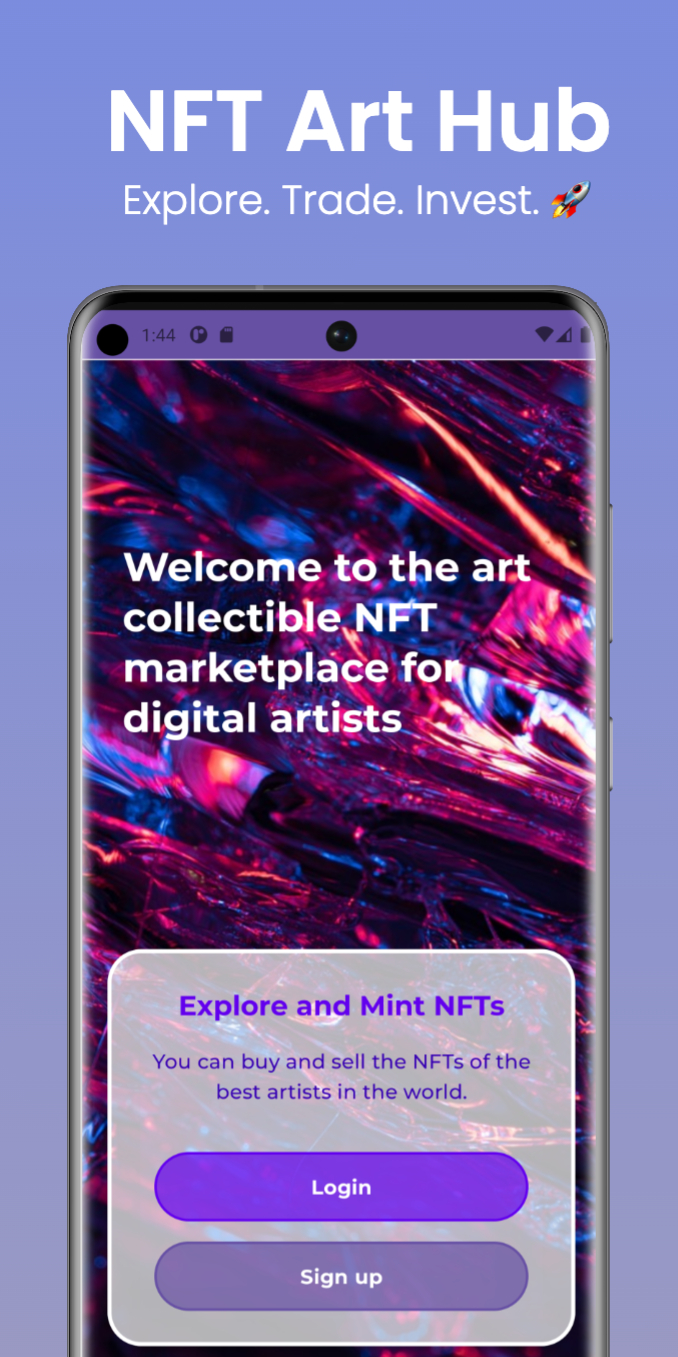 NFT Art Hub
Explore. Trade. Invest. 🚀
1:44
Welcome to the art
collectible NFT
marketplace for
digital artists
Explore and Mint NFTs
You can buy and sell the NFTs of the
best artists in the world.
Login
Sign up